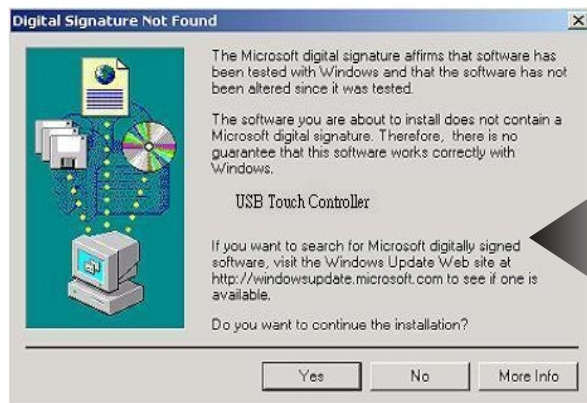 Digital Signature Not Found
The Microsoft digital signature affirms that software has
been tested with Windows and that the software has not
been altered since it was tested.
The software you are about to install does not contain a
Microsoft digital signature. Therefore, there is no
guarantee that this software works correctly with
Windows.
USB Touch Controller
If you want to search for Microsoft digitally signed
software, visit the Windows Update Web site at
http://windowsupdate.microsoft.com to see if one is
available.
Do you want to continue the installation?
Yes No More Info